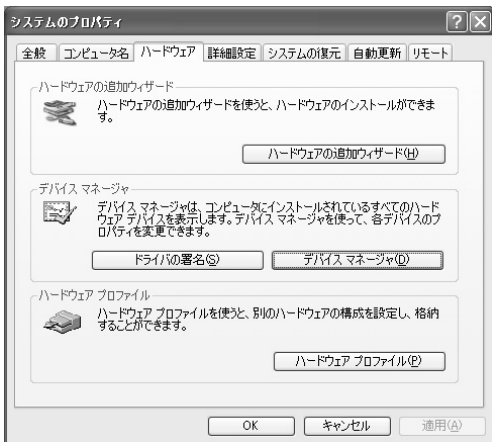 システムのプロパティ
全般 コンピュータ名 ハードウェア 詳細設定 システムの復元 自動更新 リモート
ハードウェアの追加ウィザード
ハードウェアの追加ウィザードを使うと、ハードウェアのインストールができま
す。
ハードウェアの追加ウィザード(H)
デバイス マネージャ
デバイス マネージャは、コンピュータにインストールされているすべてのハード
ウェア デバイスを表示します。デバイス マネージャを使って、各デバイスのプ
ロパティを変更できます。
ドライバの署名(S) デバイス マネージャ(D)
ハードウェア プロファイル
ハードウェア プロファイルを使うと、別のハードウェアの構成を設定し、格納
することができます。
ハードウェア プロファイル(P)
OK キャンセル 適用(A)